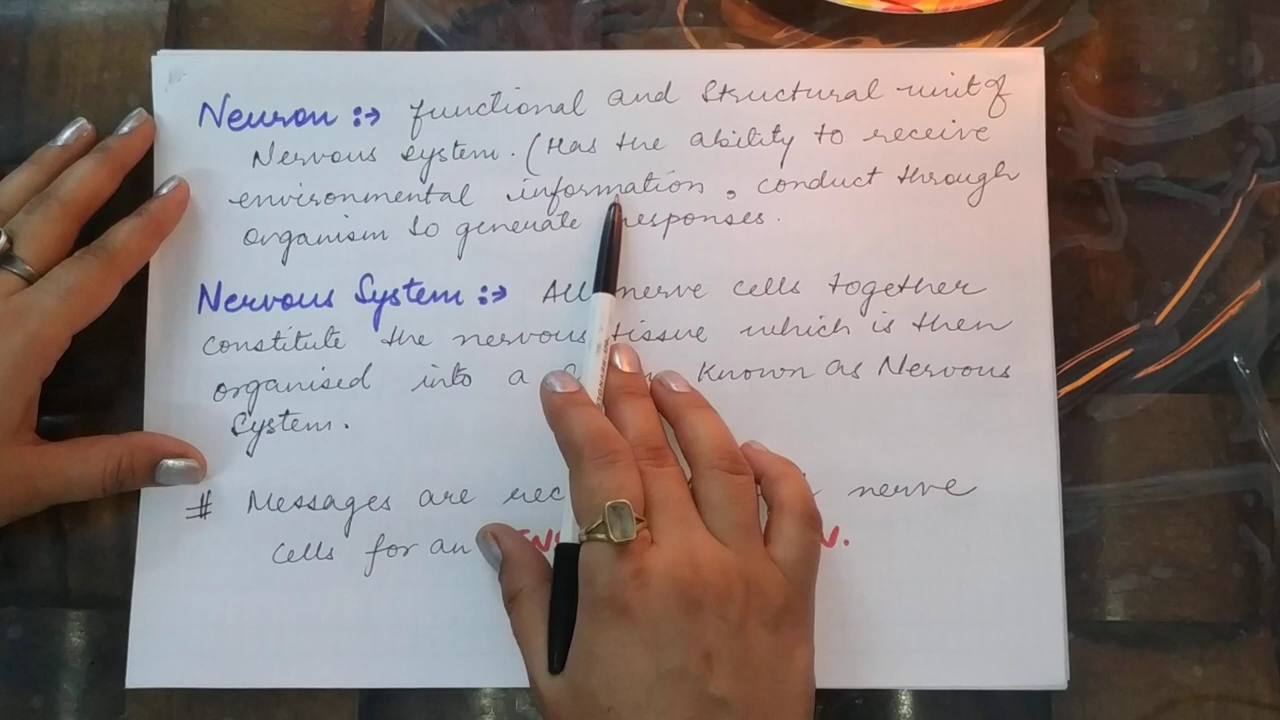 Neuron :→ functional and structural unit of
Nervous system. (Has the ability to receive
environmental information, conduct through
organism to generate responses.
Nervous System :→ All nerve cells together
constitute the nervous tissue which is then
organised into a known as Nervous
System.
# Messages are nerve
cells for an